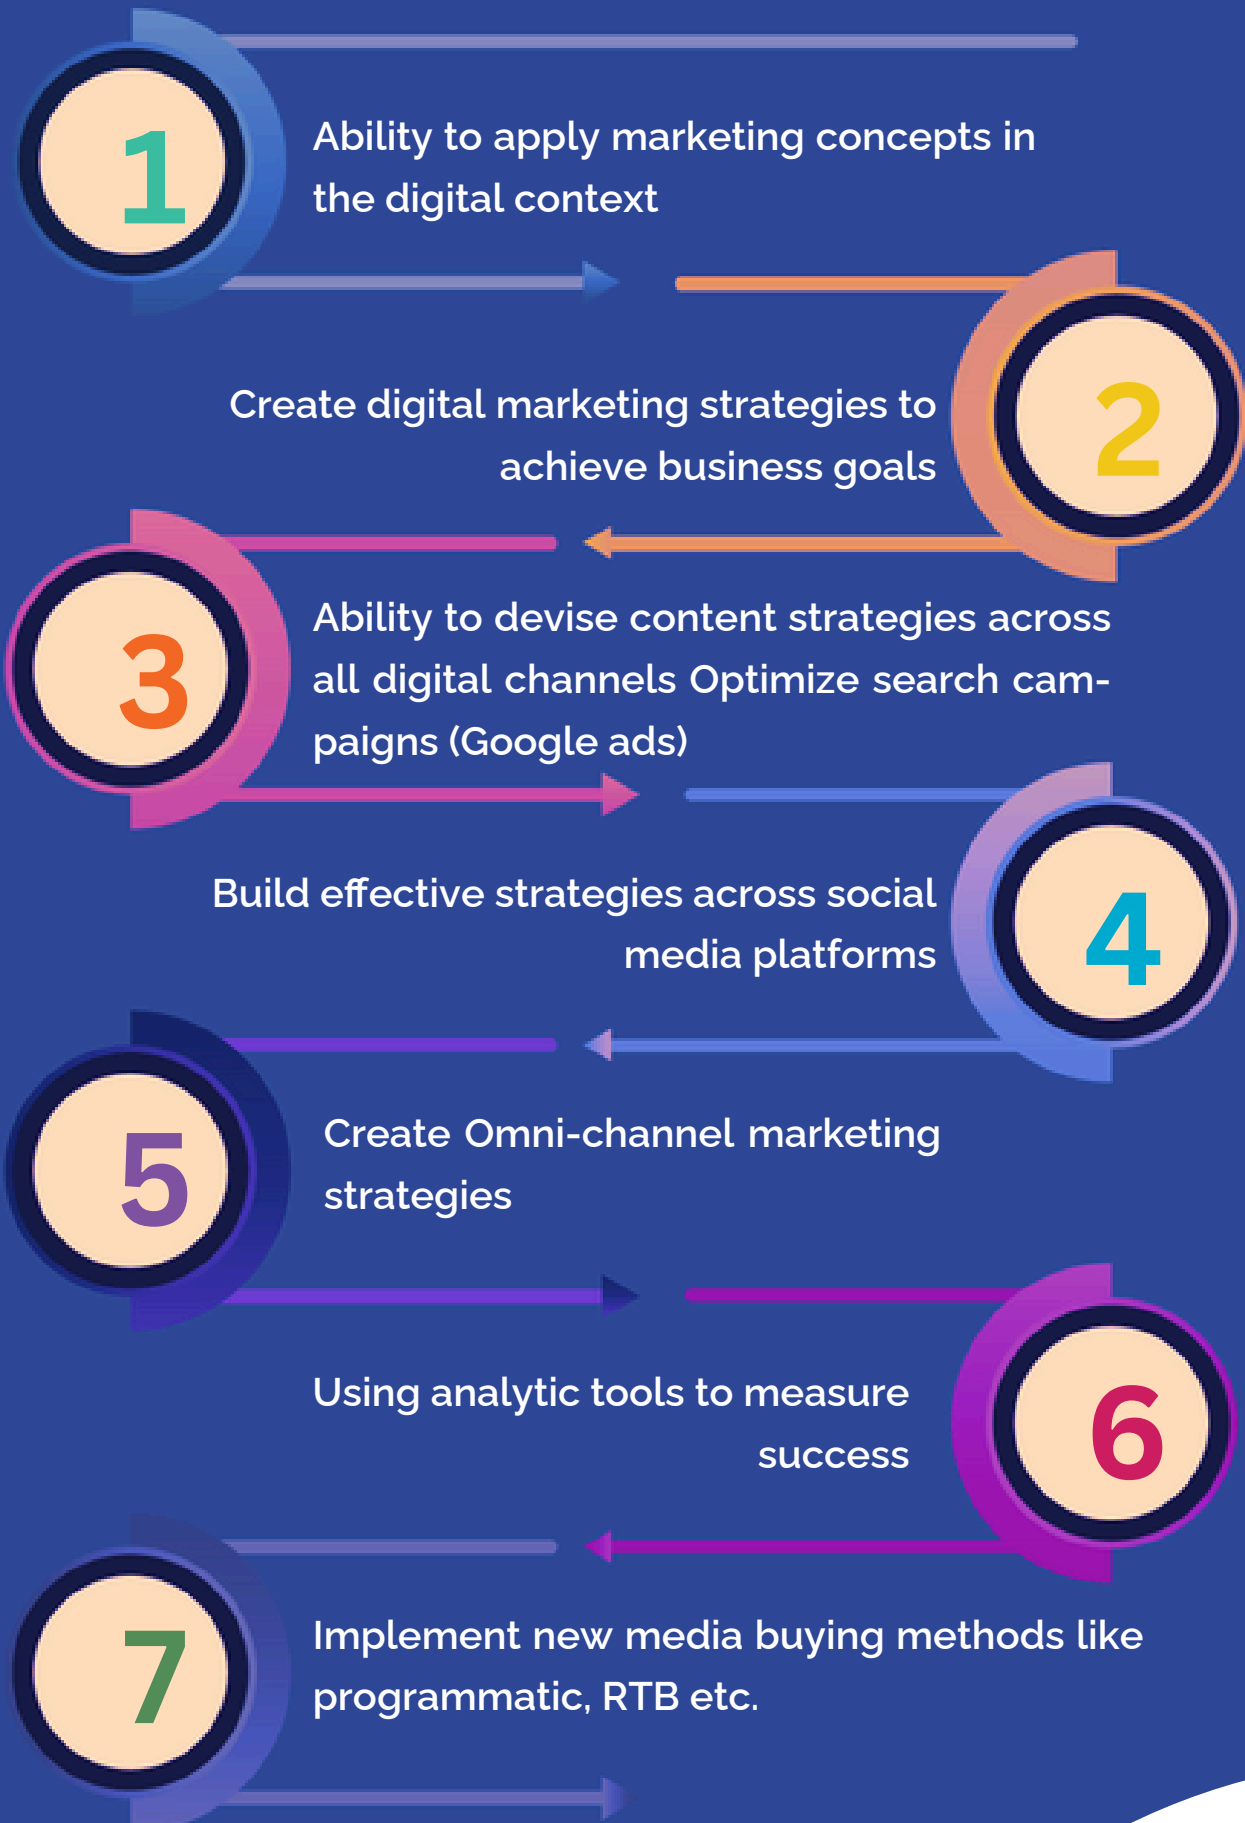 1
Ability to apply marketing concepts in
the digital context
2
Create digital marketing strategies to
achieve business goals
3
Ability to devise content strategies across
all digital channels Optimize search cam-
paigns (Google ads)
4
Build effective strategies across social
media platforms
5
Create Omni-channel marketing
strategies
6
Using analytic tools to measure
success
7
Implement new media buying methods like
programmatic, RTB etc.